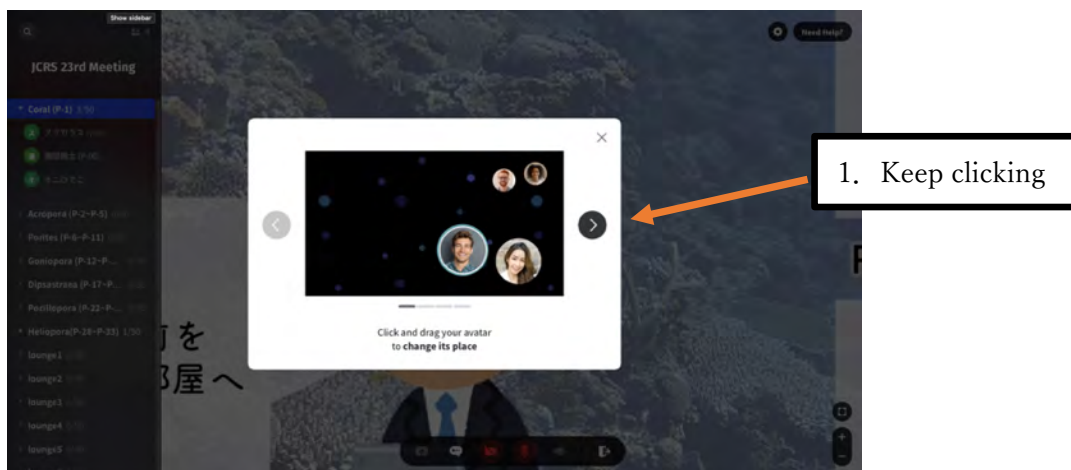 Show sidebar
Need Help?
JCRS 23rd Meeting
Coral (P-1) 3/50
Acropora (P-2~P-5)
Porites (P-6~P-11)
Goniopora (P-12~P-...
Dipsastraea (P-17~P...
Pocillopora (P-22~P-...
Heliopora(P-28~P-33) 1/50
lounge1
lounge2
lounge3
lounge4
lounge5
を
屋へ
Click and drag your avatar
to change its place
1. Keep clicking